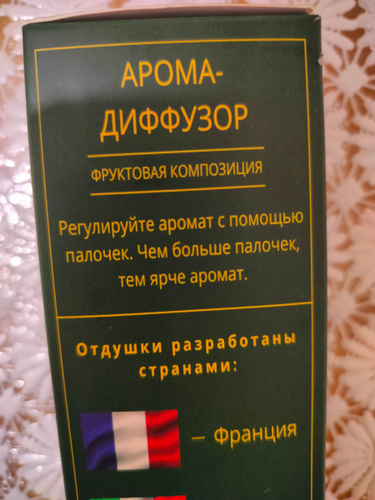 АРОМА-
ДИФФУЗОР
ФРУКТОВАЯ КОМПОЗИЦИЯ
Регулируйте аромат с помощью
палочек. Чем больше палочек,
тем ярче аромат.
Отдушки разработаны
странами:
– Франция